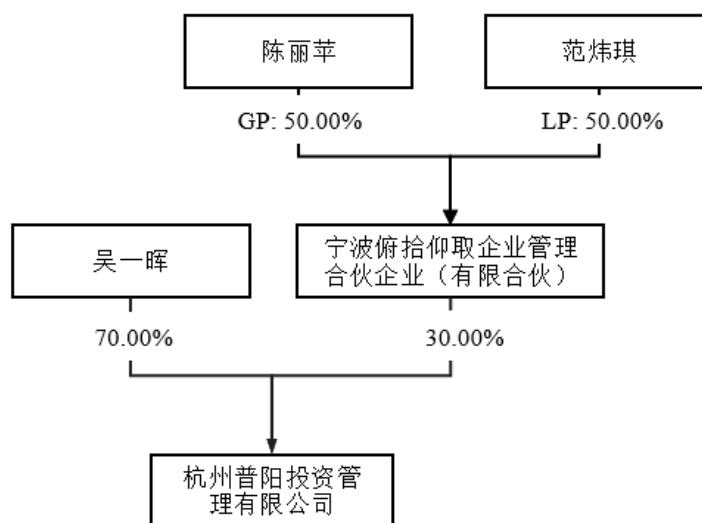 陈丽苹
范炜琪
GP: 50.00%
LP: 50.00%
吴一晖
宁波俯拾仰取企业管理
合伙企业（有限合伙）
70.00%
30.00%
杭州普阳投资管
理有限公司